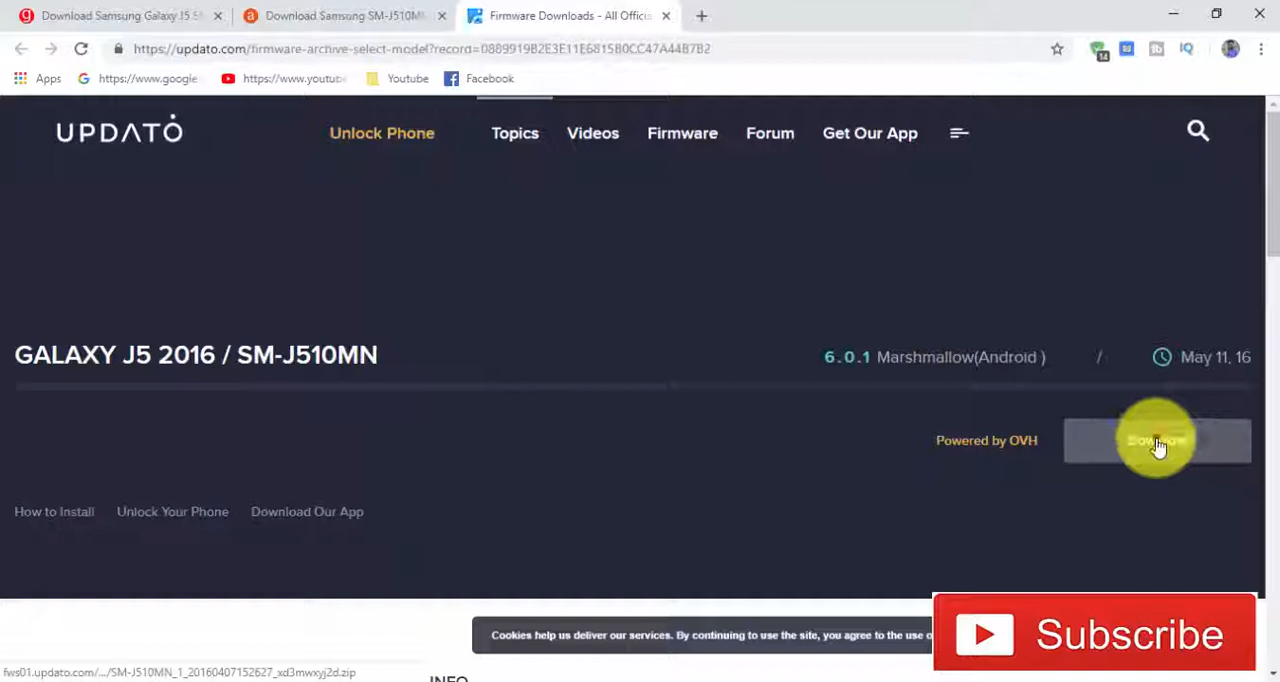 Download Samsung Galaxy J5 S
Download Samsung SM-J510MN
Firmware Downloads - All Offici
https://updato.com/firmware-archive-select-model?record=0889919B2E3E11E6815B0CC47A44B7B2
14
Apps
https://www.google
https://www.youtube
Youtube
Facebook
UPDATO
Unlock Phone
Topics
Videos
Firmware
Forum
Get Our App
GALAXY J5 2016 / SM-J510MN
6.0.1 Marshmallow(Android )
/
May 11, 16
Powered by OVH
Download
How to Install
Unlock Your Phone
Download Our App
Cookies help us deliver our services. By continuing to use the site, you agree to the use o
Subscribe
fws01.updato.com/.../SM-J510MN_1_20160407152627_xd3mwxyj2d.zip
INFO